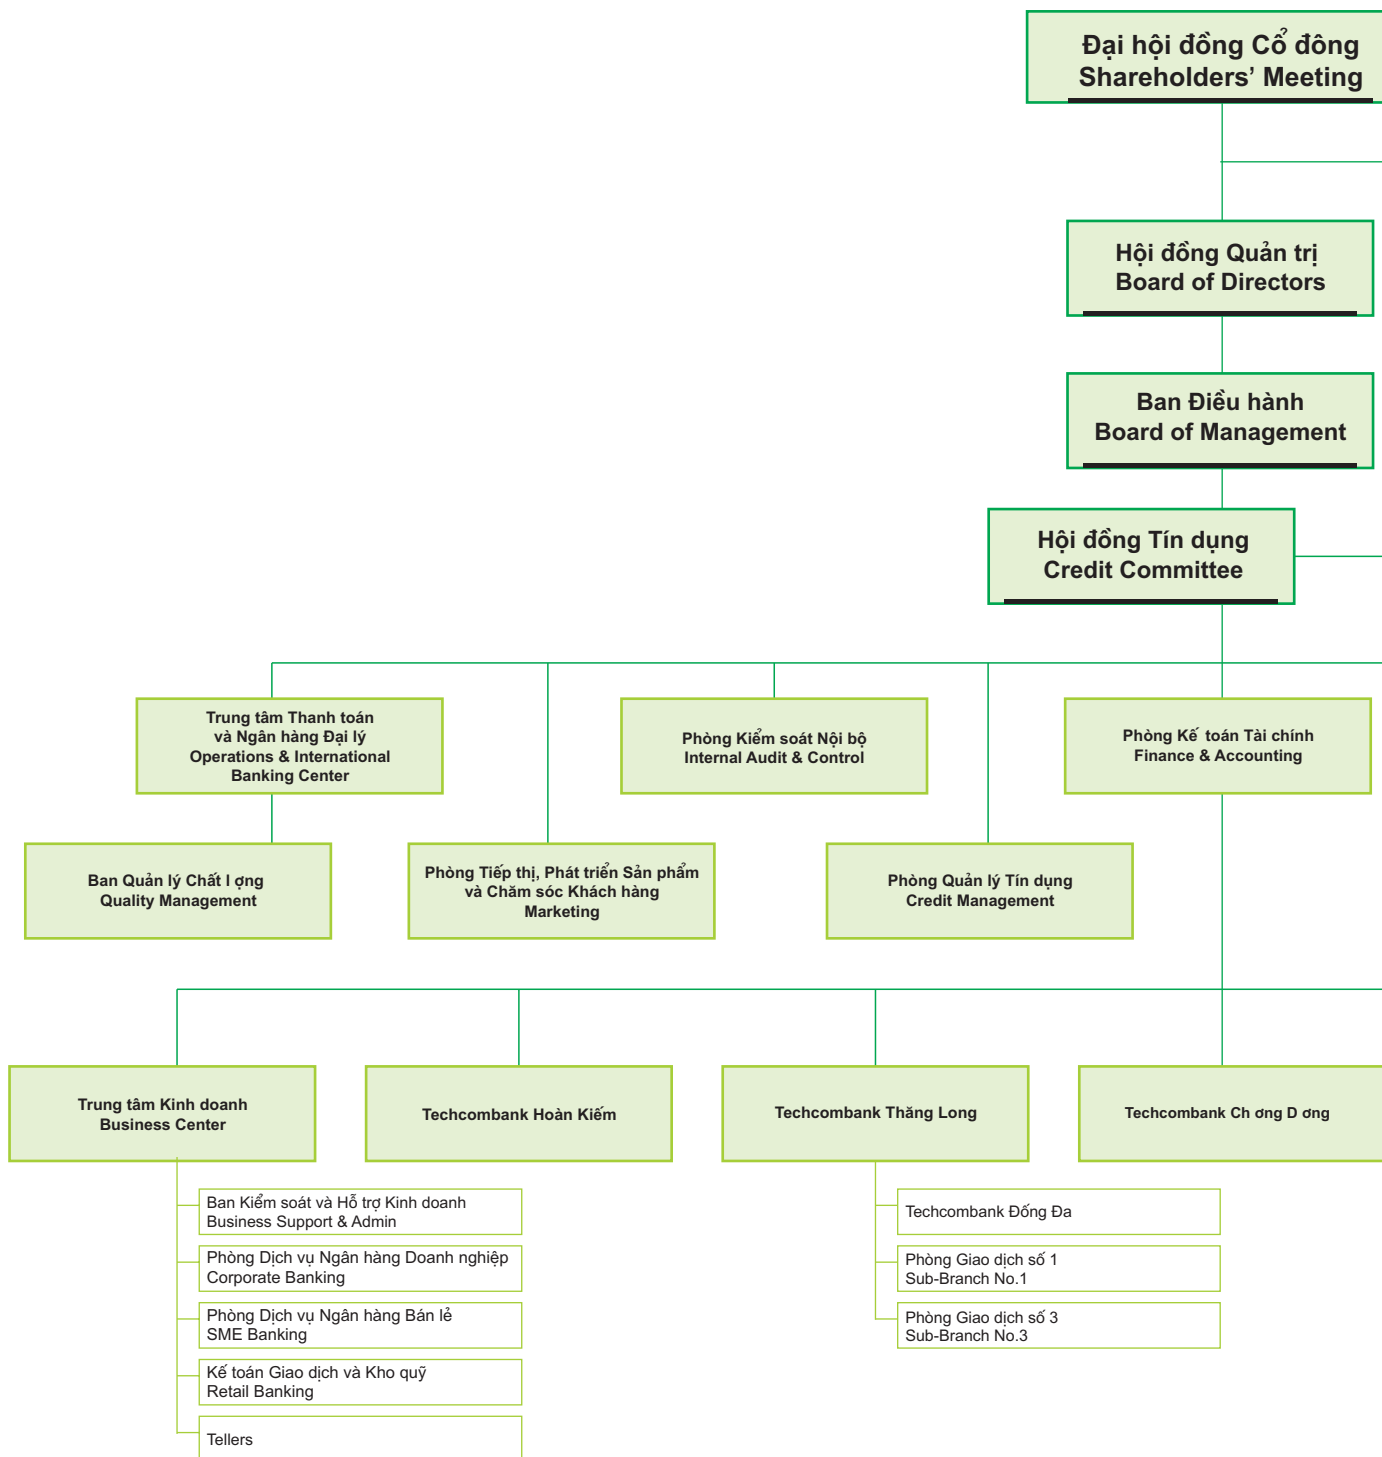 Đại hội đồng Cổ đông
Shareholders’ Meeting
Hội đồng Quản trị
Board of Directors
Ban Điều hành
Board of Management
Hội đồng Tín dụng
Credit Committee
Trung tâm Thanh toán
và Ngân hàng Đại lý
Operations & International
Banking Center
Phòng Kiểm soát Nội bộ
Internal Audit & Control
Phòng Kế toán Tài chính
Finance & Accounting
Ban Quản lý Chất l ợng
Quality Management
Phòng Tiếp thị, Phát triển Sản phẩm
và Chăm sóc Khách hàng
Marketing
Phòng Quản lý Tín dụng
Credit Management
Trung tâm Kinh doanh
Business Center
Techcombank Hoàn Kiếm
Techcombank Thăng Long
Techcombank Ch ơng D ơng
Ban Kiểm soát và Hỗ trợ Kinh doanh
Business Support & Admin
Phòng Dịch vụ Ngân hàng Doanh nghiệp
Corporate Banking
Phòng Dịch vụ Ngân hàng Bán lẻ
SME Banking
Kế toán Giao dịch và Kho quỹ
Retail Banking
Tellers
Techcombank Đống Đa
Phòng Giao dịch số 1
Sub-Branch No.1
Phòng Giao dịch số 3
Sub-Branch No.3